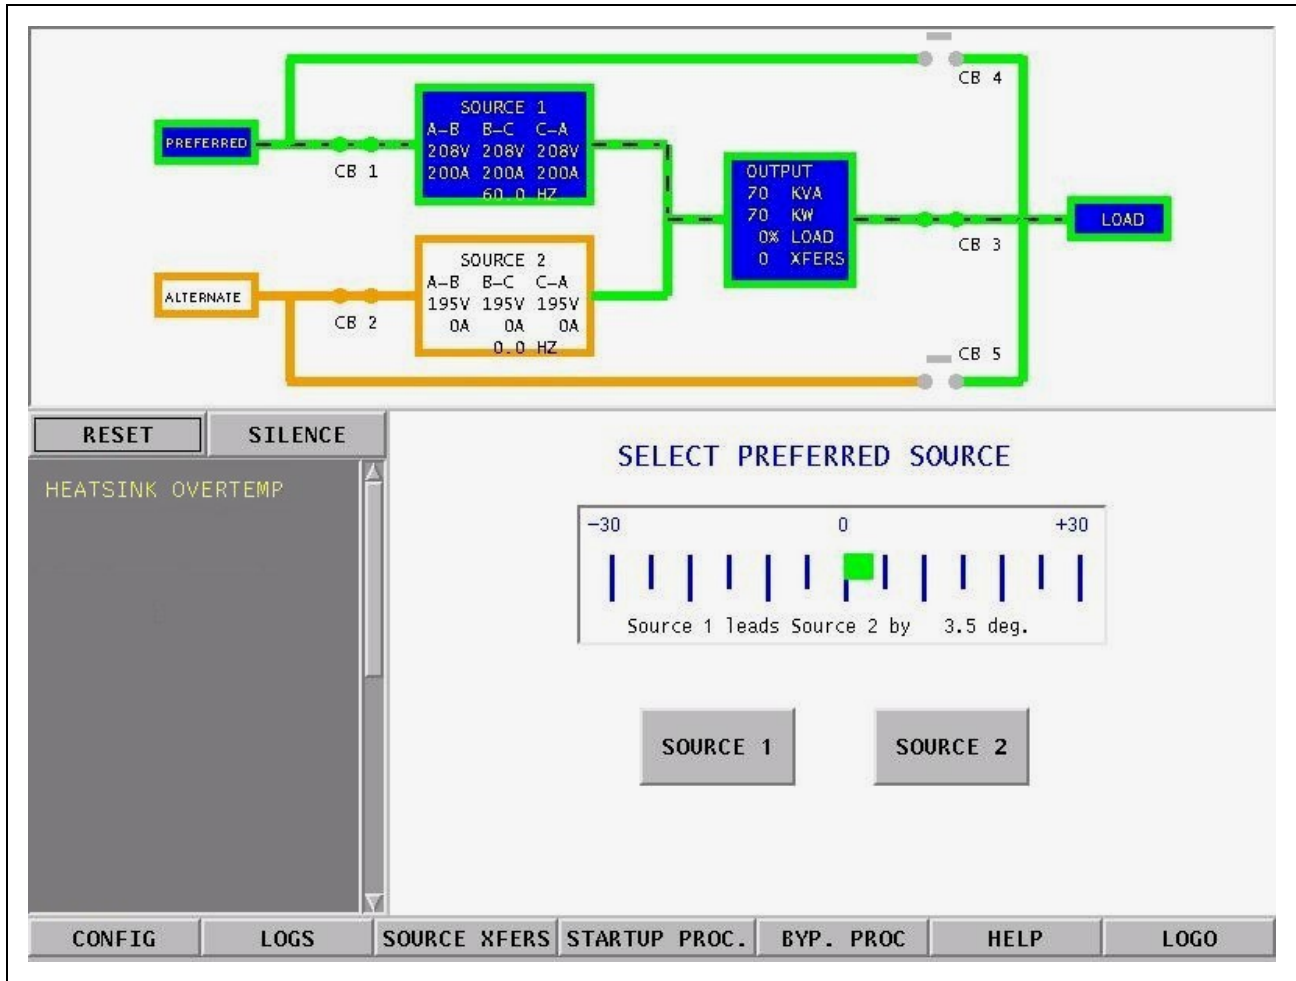 CB 4
SOURCE 1
A-B B-C C-A
208V 208V 208V
200A 200A 200A
60.0 HZ
PREFERRED
CB 1
OUTPUT
70 KVA
70 KW
0% LOAD
0 XFERS
LOAD
CB 3
SOURCE 2
A-B B-C C-A
195V 195V 195V
0A 0A 0A
0.0 HZ
ALTERNATE
CB 2
CB 5
RESET
SILENCE
HEATSINK OVERTEMP
SELECT PREFERRED SOURCE
-30 0 +30
Source 1 leads Source 2 by 3.5 deg.
SOURCE 1
SOURCE 2
CONFIG
LOGS
SOURCE XFERS
STARTUP PROC.
BYP. PROC
HELP
LOGO